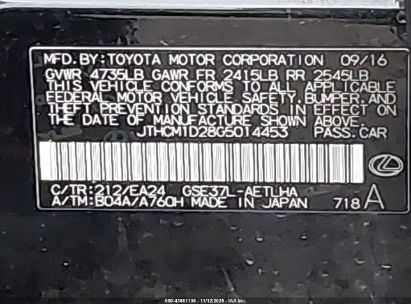 MFD.BY:TOYOTA MOTOR CORPORATION 09/16
GVWR 4735LB GAWR FR 2415LB RR 2545LB
THIS VEHICLE CONFORMS TO ALL APPLICABLE
FEDERAL MOTOR VEHICLE SAFETY,BUMPER,AND
THEFT PREVENTION STANDARDS IN EFFECT ON
THE DATE OF MANUFACTURE SHOWN ABOVE.
JTHCM1D28G5014453 PASS.CAR
C/TR:212/EA24 GSE37L-AETLHA
A/TM:B04A/A760H MADE IN JAPAN 718 A